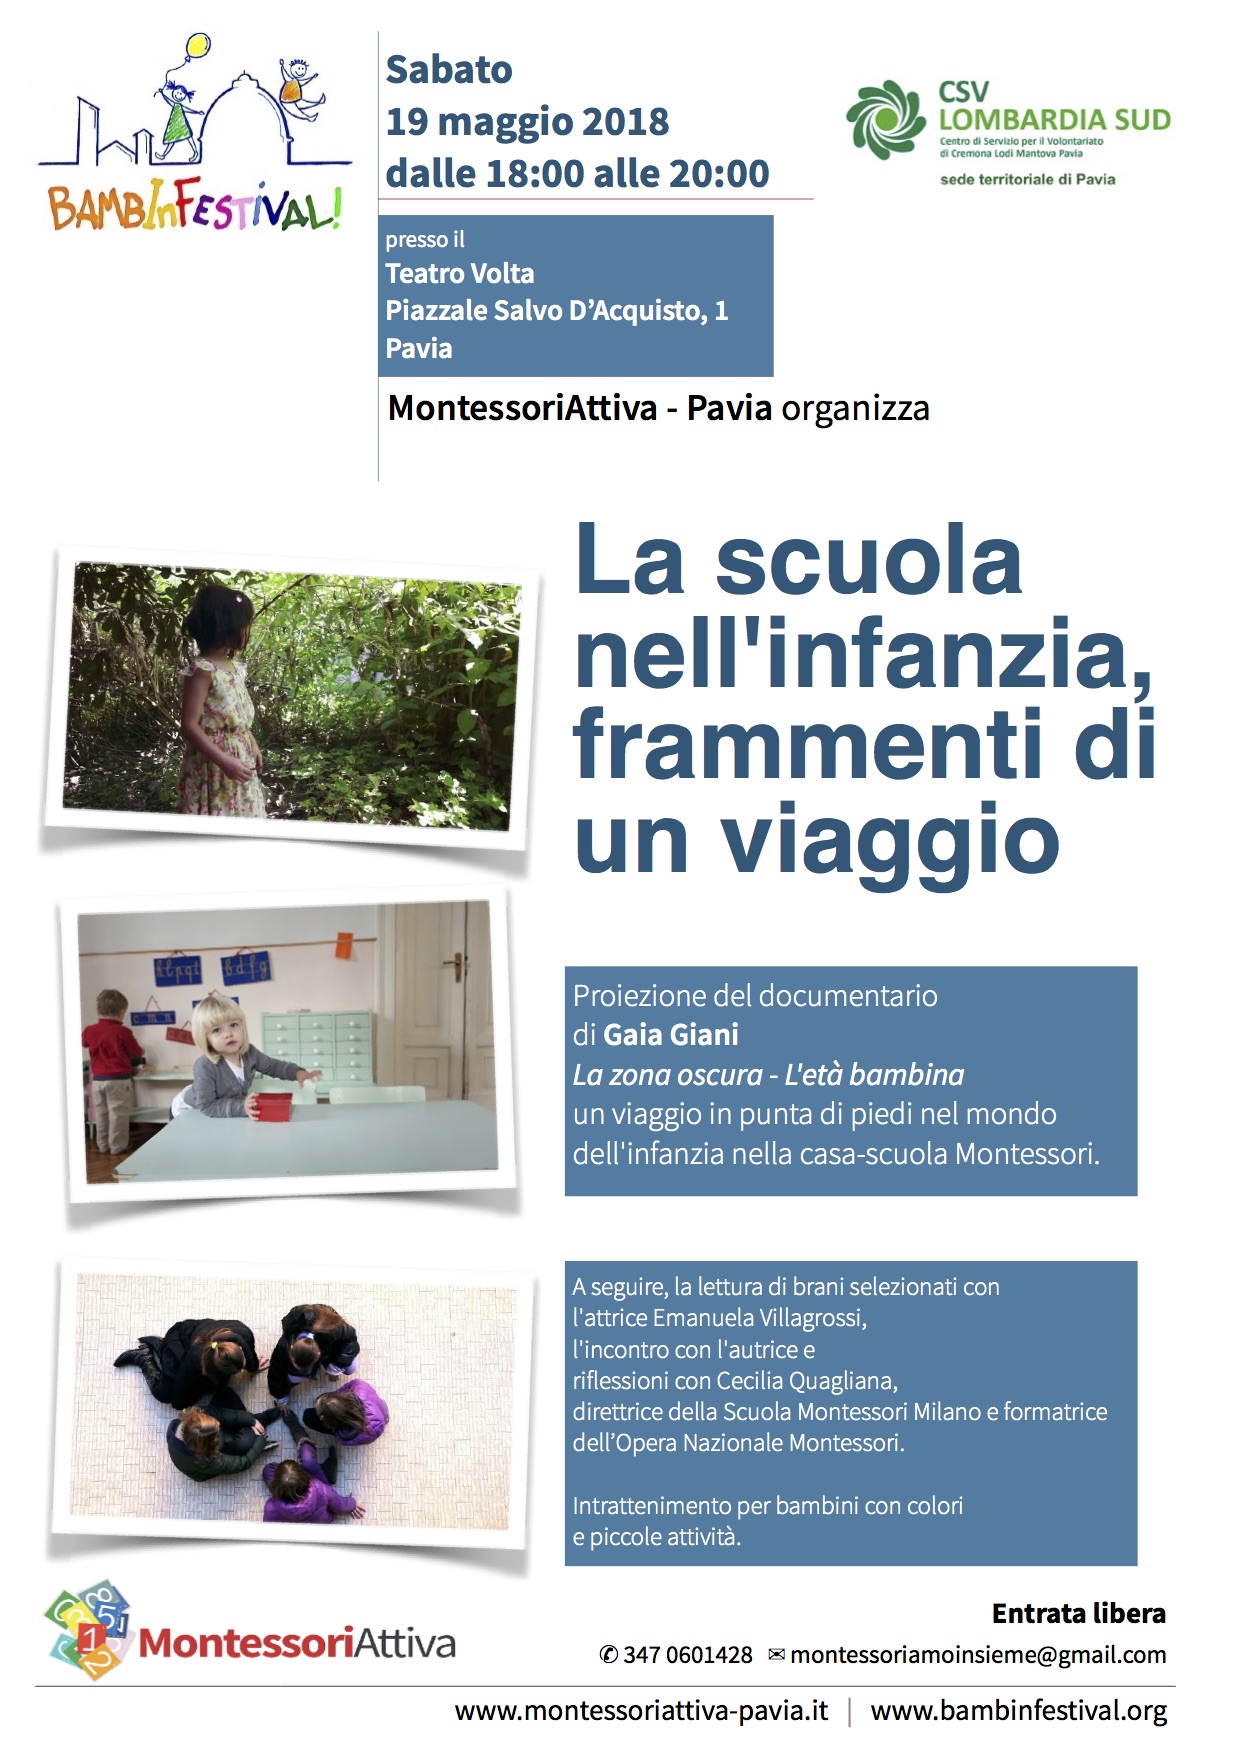 BAMBInFESTIVAL!
Sabato
19 maggio 2018
dalle 18:00 alle 20:00
CSV
LOMBARDIA SUD
Centro di Servizio per il Volontariato
di Cremona Lodi Mantova Pavia
sede territoriale di Pavia
presso il
Teatro Volta
Piazzale Salvo D’Acquisto, 1
Pavia
MontessoriAttiva - Pavia organizza
La scuola
nell'infanzia,
frammenti di
un viaggio
Proiezione del documentario
di Gaia Giani
La zona oscura - L'età bambina
un viaggio in punta di piedi nel mondo
dell'infanzia nella casa-scuola Montessori.
A seguire, la lettura di brani selezionati con
l'attrice Emanuela Villagrossi,
l'incontro con l'autrice e
riflessioni con Cecilia Quagliana,
direttrice della Scuola Montessori Milano e formatrice
dell’Opera Nazionale Montessori.
Intrattenimento per bambini con colori
e piccole attività.
MontessoriAttiva
Entrata libera
✆ 347 0601428 ✉ montessoriamoinsieme@gmail.com
www.montessoriattiva-pavia.it | www.bambinfestival.org